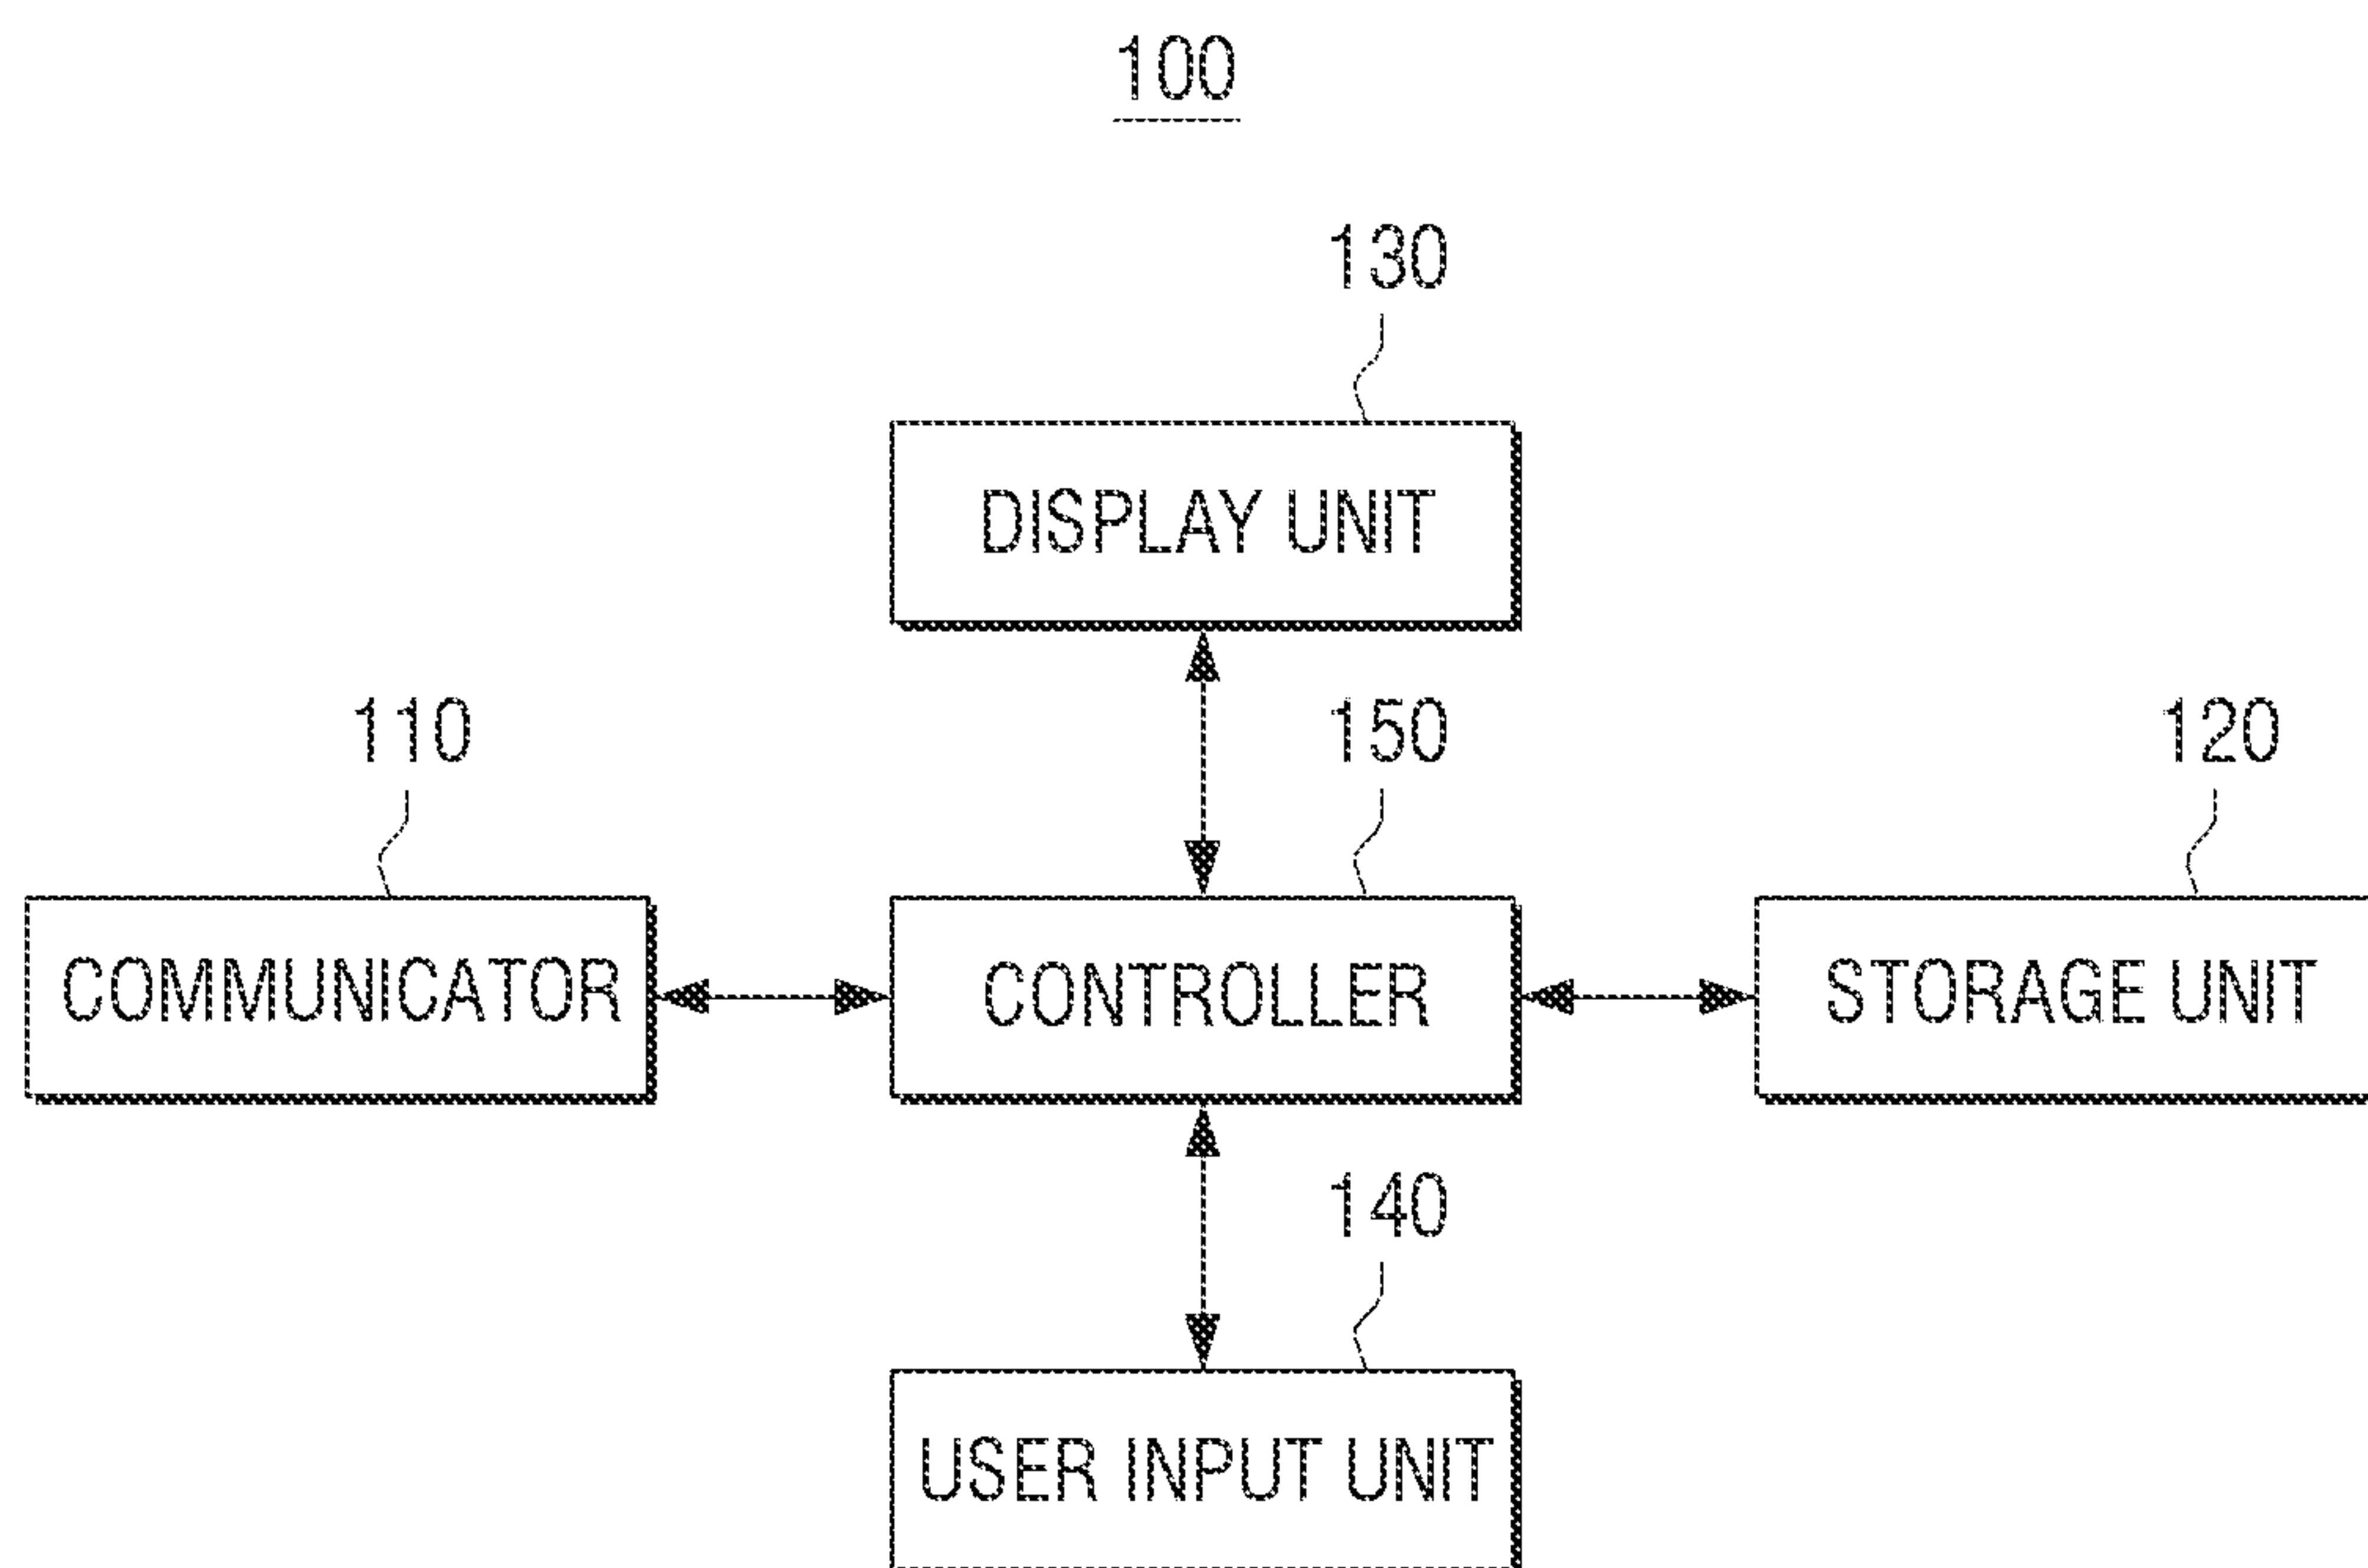 100
130
DISPLAY UNIT
110
150
120
COMMUNICATOR
CONTROLLER
STORAGE UNIT
140
USER INPUT UNIT